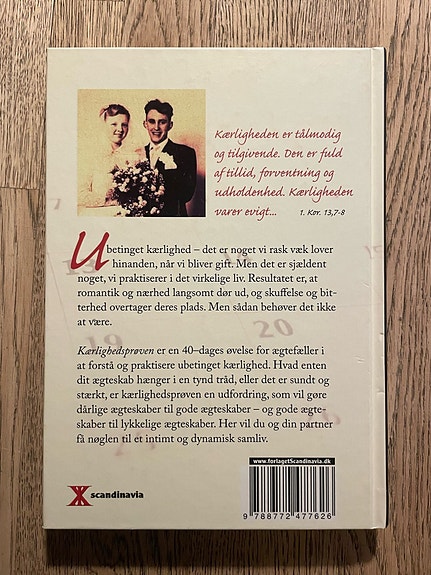 Kærligheden er tålmodig
og tilgivende. Den er fuld
af tillid, forventning og
udholdenhed. Kærligheden
varer evigt... 1. Kor. 13,7-8
Ubetinget kærlighed – det er noget vi rask væk lover
hinanden, når vi bliver gift. Men det er sjældent
noget, vi praktiserer i det virkelige liv. Resultatet er, at
romantik og nærhed langsomt dør ud, og skuffelse og bit-
terhed overtager deres plads. Men sådan behøver det ikke
at være.
19
20
Kærlighedsprøven er en 40-dages øvelse for ægtefæller i
at forstå og praktisere ubetinget kærlighed. Hvad enten
dit ægteskab hænger i en tynd tråd, eller det er sundt og
stærkt, er kærlighedsprøven en udfordring, som vil gøre
dårlige ægteskaber til gode ægteskaber – og gode ægte-
skaber til lykkelige ægteskaber. Her vil du og din partner
få nøglen til et intimt og dynamisk samliv.
scandinavia
www.forlagetScandinavia.dk
9 788772 477626